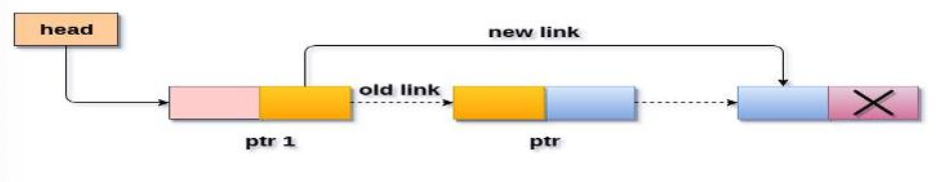 head
new link
old link
ptr 1
ptr